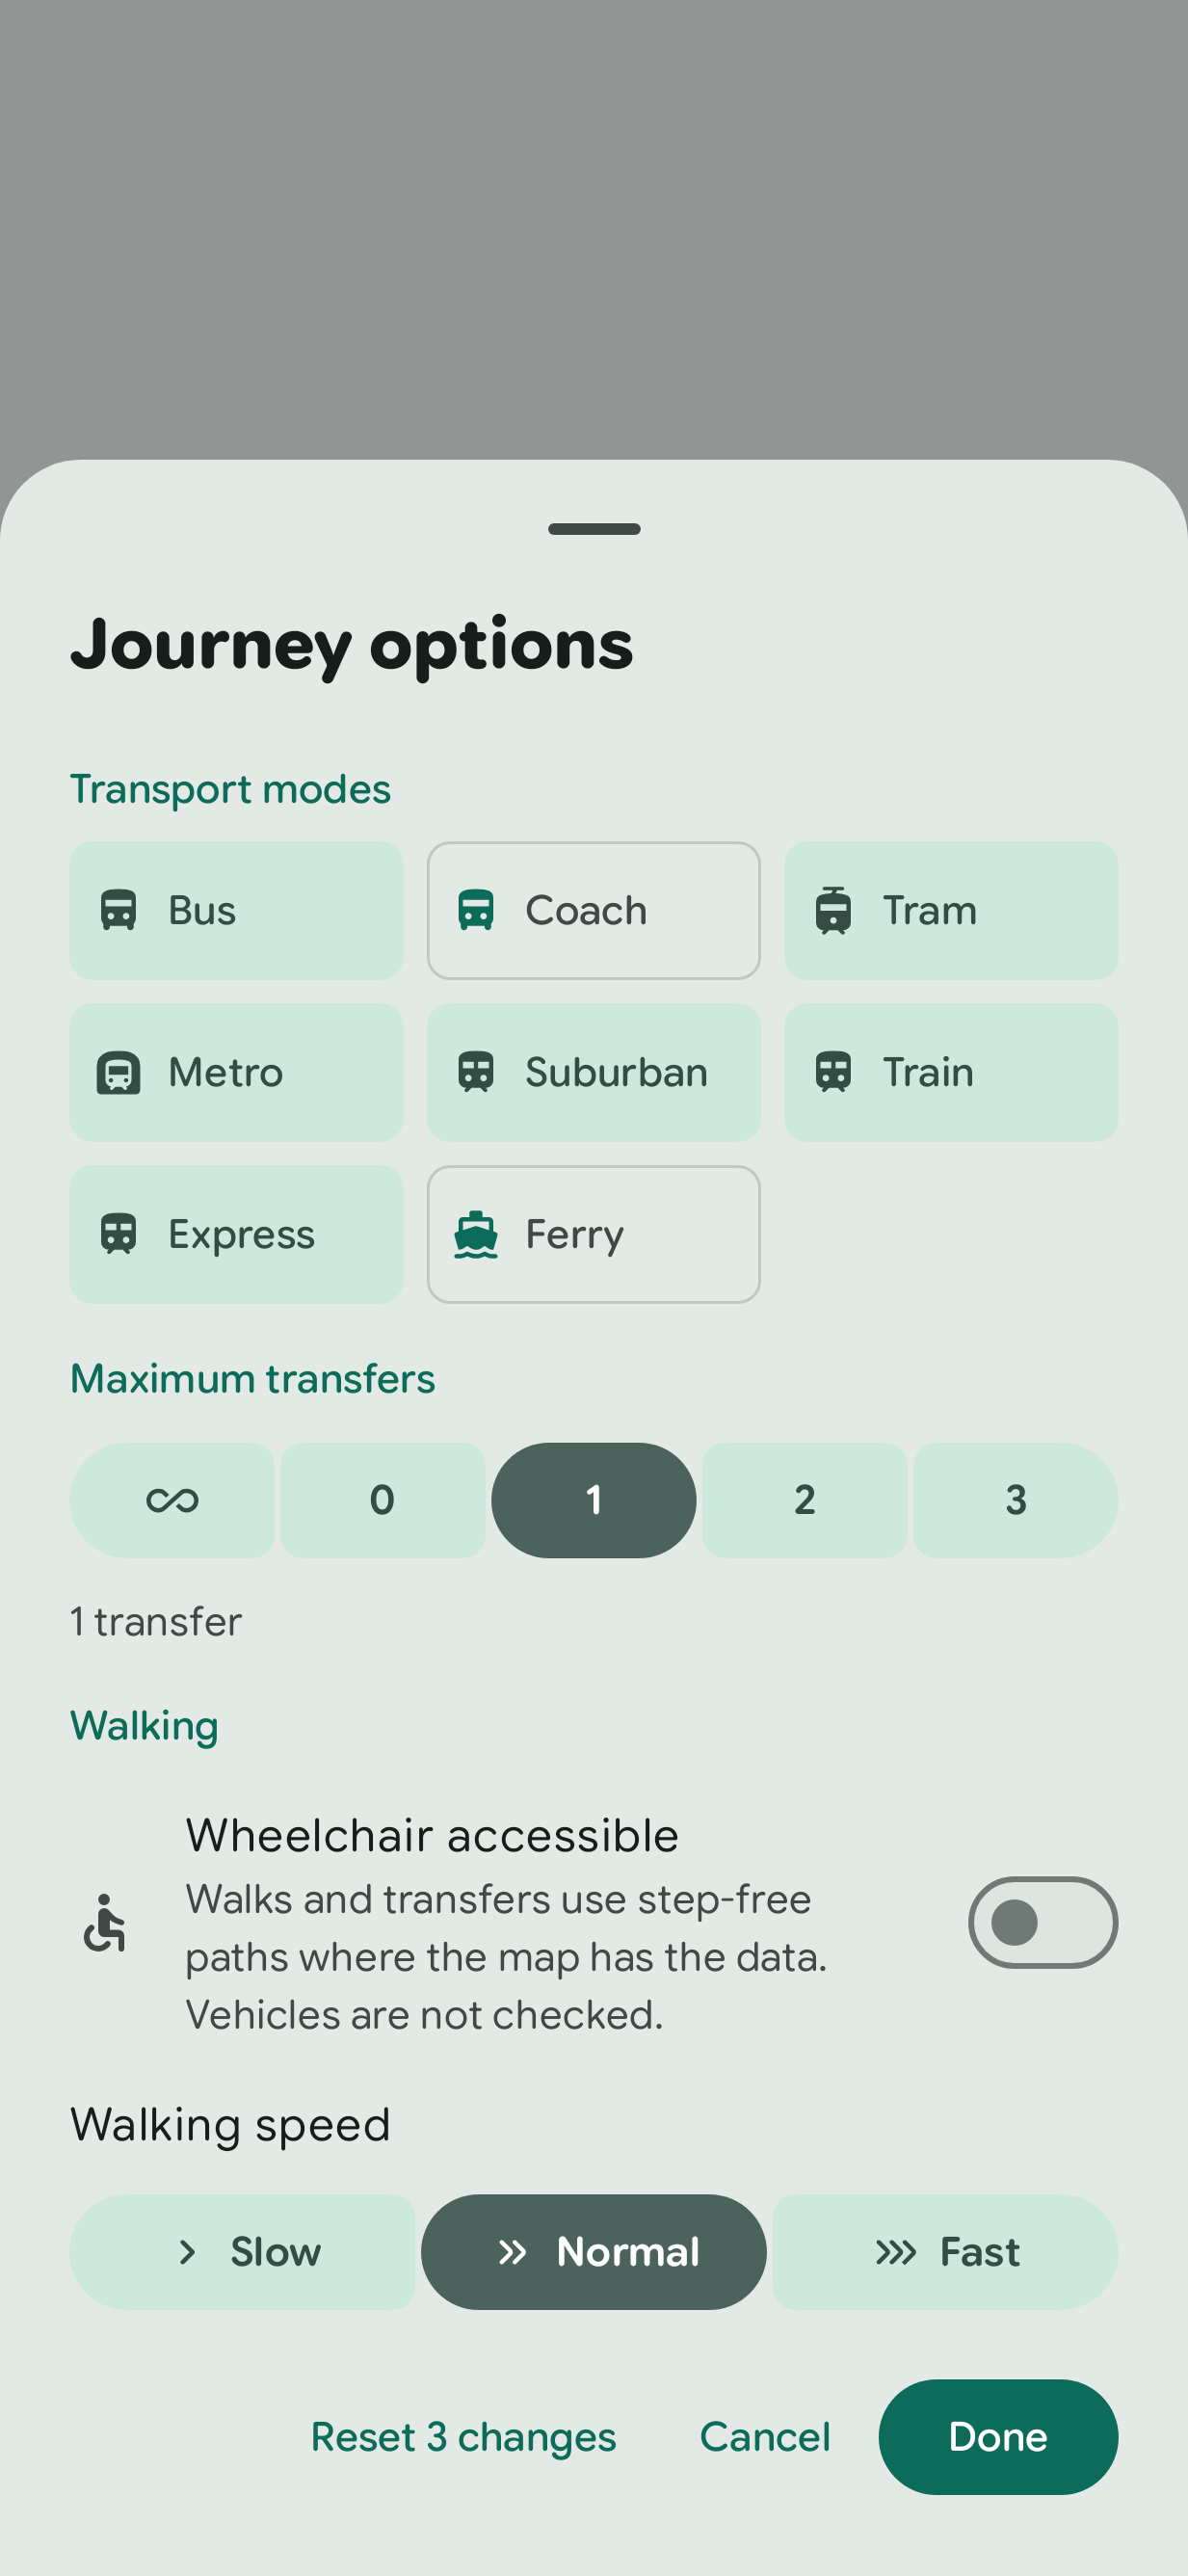 Journey options
Transport modes
Bus
Coach
Tram
Metro
Suburban
Train
Express
Ferry
Maximum transfers
∞ 0 1 2 3
1 transfer
Walking
Wheelchair accessible
Walks and transfers use step-free
paths where the map has the data.
Vehicles are not checked.
Walking speed
Slow
Normal
Fast
Reset 3 changes
Cancel
Done